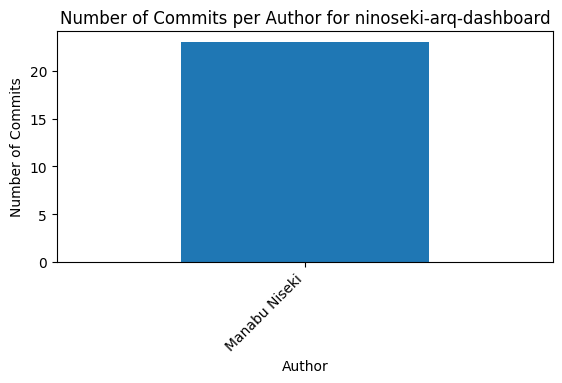 Number of Commits per Author for ninoseki-arq-dashboard
Number of Commits
20
15
10
5
0
Manabu Niseki
Author